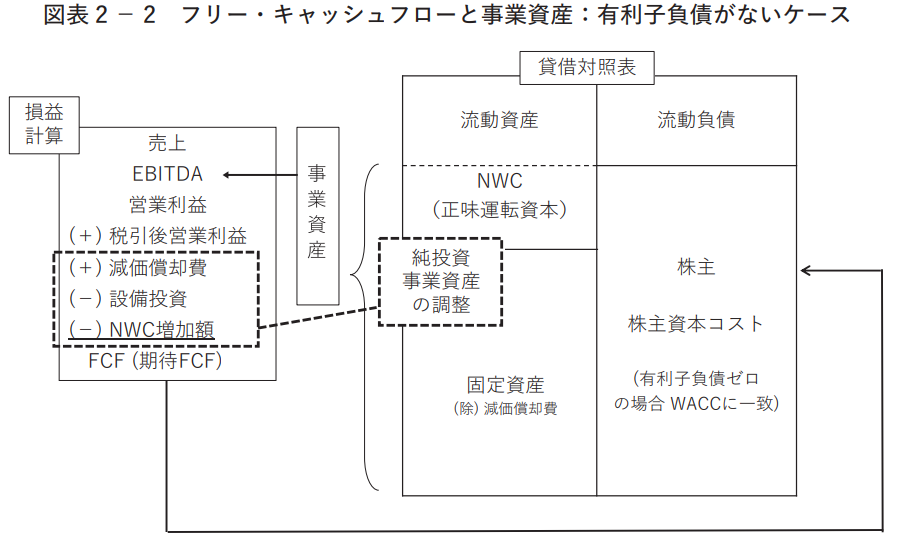 図表2－2　フリー・キャッシュフローと事業資産：有利子負債がないケース
損益
計算
売上
EBITDA
営業利益
(＋) 税引後営業利益
(＋) 減価償却費
(－) 設備投資
(－) NWC増加額
FCF (期待FCF)
事業資産
貸借対照表
流動資産
流動負債
NWC
(正味運転資本)
純投資
事業資産
の調整
固定資産
(除) 減価償却費
株主
株主資本コスト
(有利子負債ゼロ
の場合 WACCに一致)